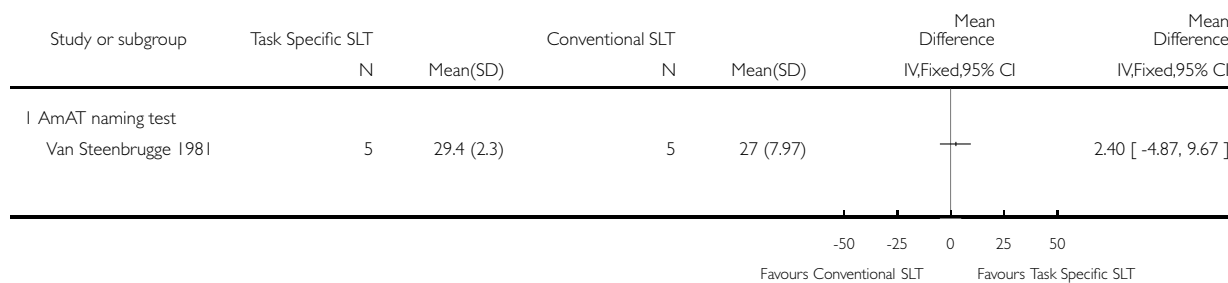 Study or subgroup Task Specific SLT Conventional SLT Mean Difference Mean Difference
N Mean(SD) N Mean(SD) IV,Fixed,95% CI IV,Fixed,95% CI
1 AmAT naming test
Van Steenbrugge 1981 5 29.4 (2.3) 5 27 (7.97) 2.40 [ -4.87, 9.67 ]
-50 -25 0 25 50
Favours Conventional SLT Favours Task Specific SLT